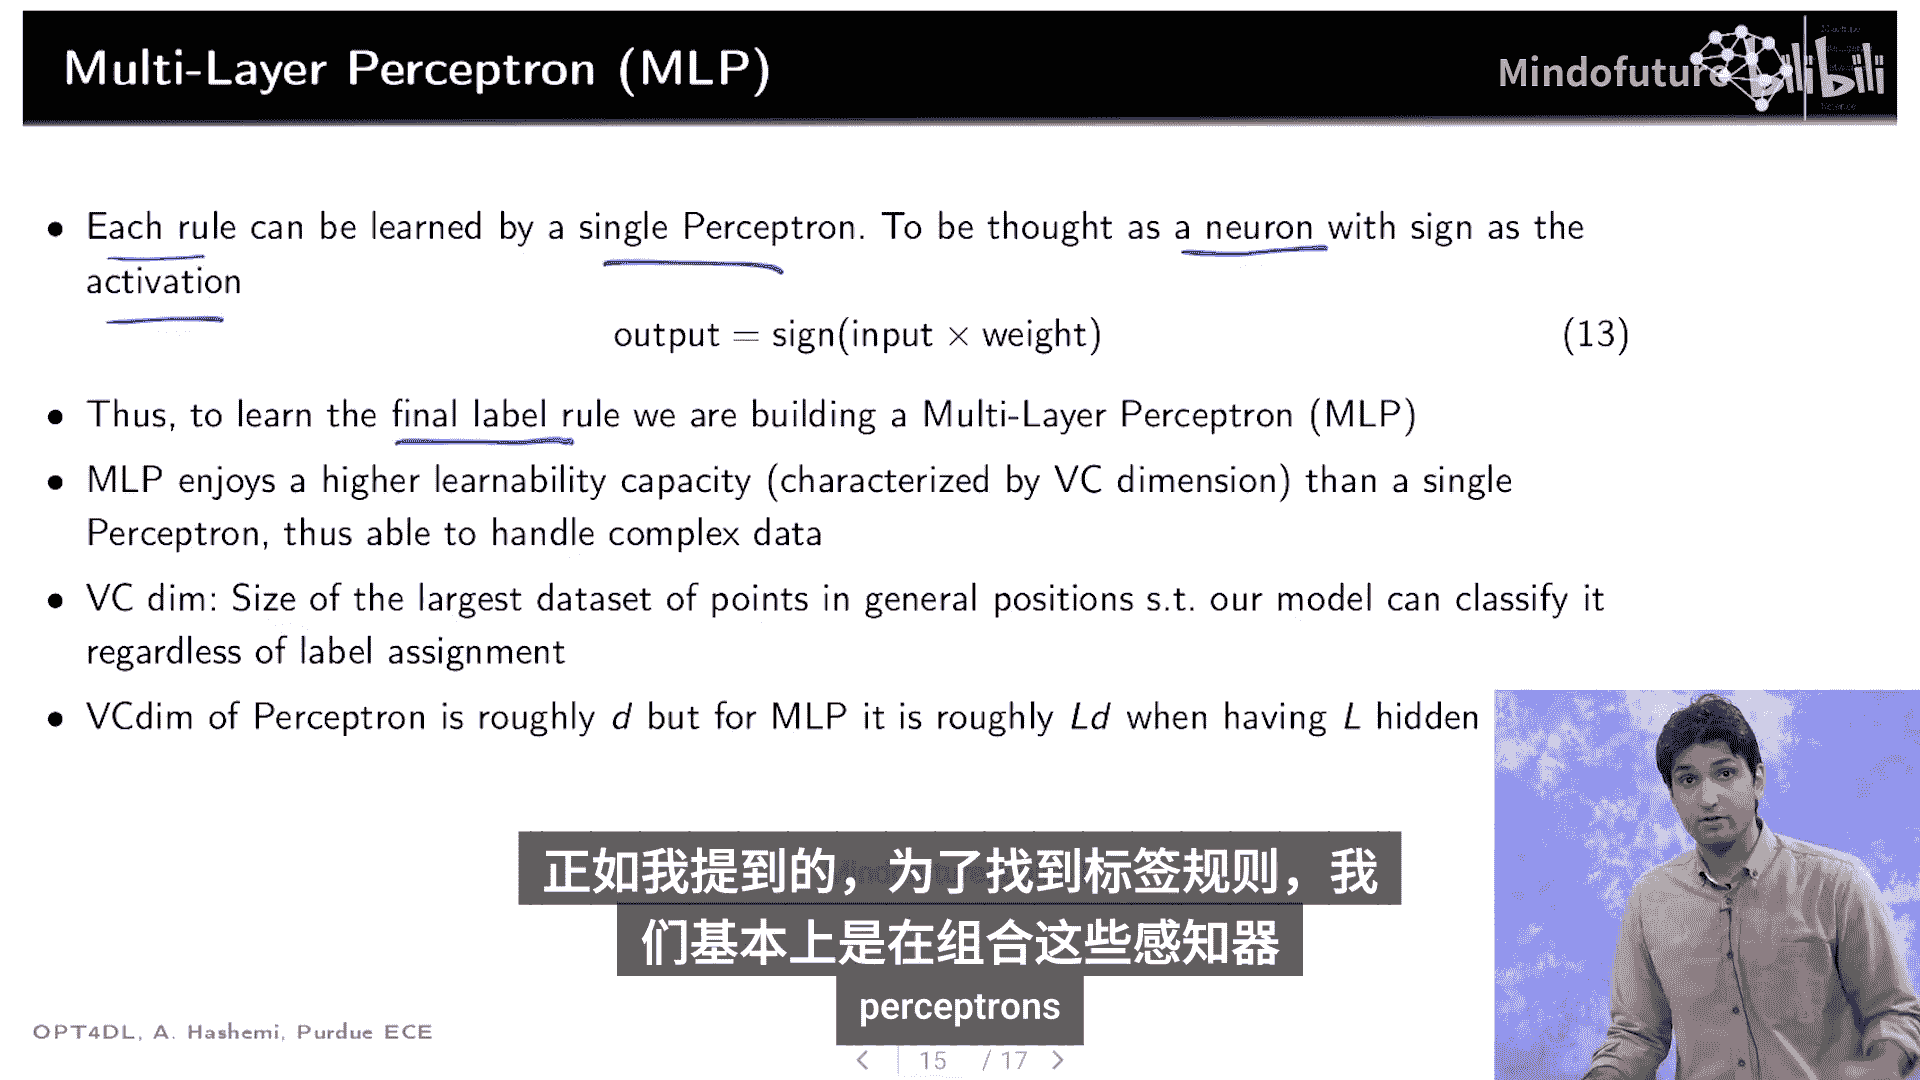 Multi-Layer Perceptron (MLP)
Mindofuture
bilibili
• Each rule can be learned by a single Perceptron. To be thought as a neuron with sign as the
activation
output = sign(input × weight) (13)
• Thus, to learn the final label rule we are building a Multi-Layer Perceptron (MLP)
• MLP enjoys a higher learnability capacity (characterized by VC dimension) than a single
Perceptron, thus able to handle complex data
• VC dim: Size of the largest dataset of points in general positions s.t. our model can classify it
regardless of label assignment
• VCdim of Perceptron is roughly d but for MLP it is roughly Ld when having L hidden
正如我提到的，为了找到标签规则，我
们基本上是在组合这些感知器
perceptrons
OPT4DL, A. Hashemi, Purdue ECE
15 / 17